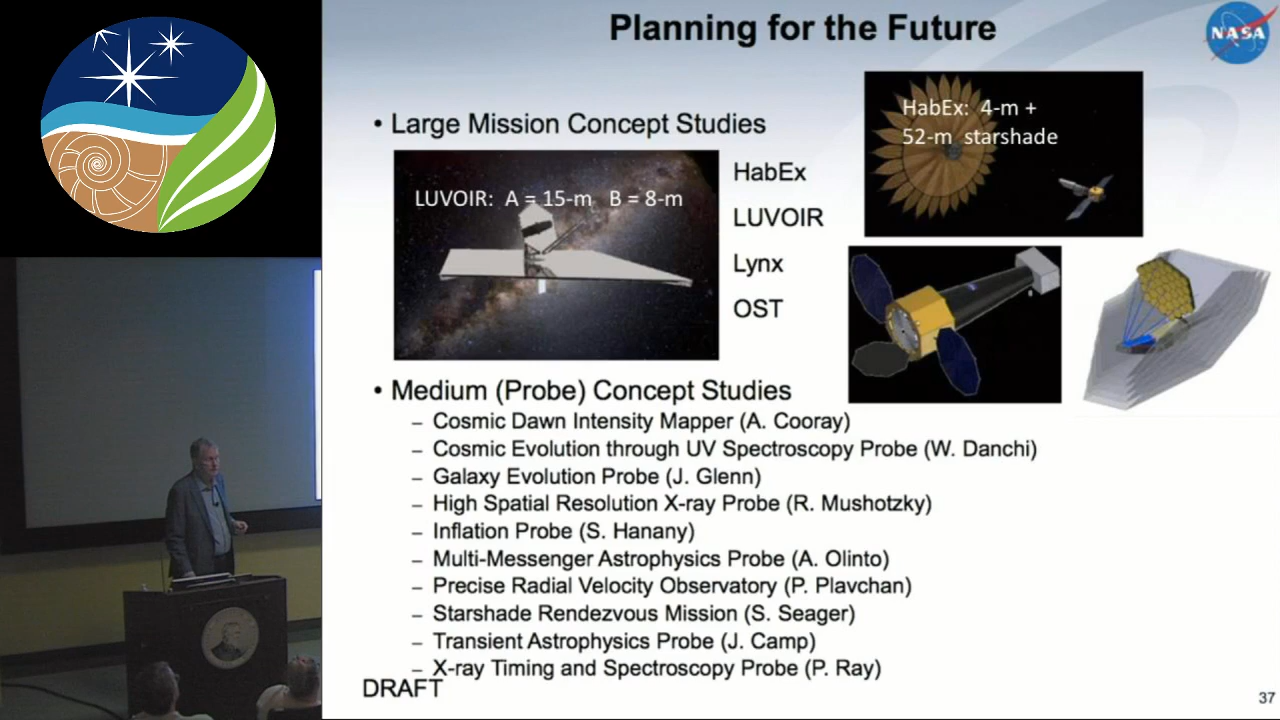 Planning for the Future
NASA
• Large Mission Concept Studies
LUVOIR: A = 15-m B = 8-m
HabEx
LUVOIR
Lynx
OST
HabEx: 4-m +
52-m starshade
• Medium (Probe) Concept Studies
– Cosmic Dawn Intensity Mapper (A. Cooray)
– Cosmic Evolution through UV Spectroscopy Probe (W. Danchi)
– Galaxy Evolution Probe (J. Glenn)
– High Spatial Resolution X-ray Probe (R. Mushotzky)
– Inflation Probe (S. Hanany)
– Multi-Messenger Astrophysics Probe (A. Olinto)
– Precise Radial Velocity Observatory (P. Plavchan)
– Starshade Rendezvous Mission (S. Seager)
– Transient Astrophysics Probe (J. Camp)
– X-ray Timing and Spectroscopy Probe (P. Ray)
DRAFT
37